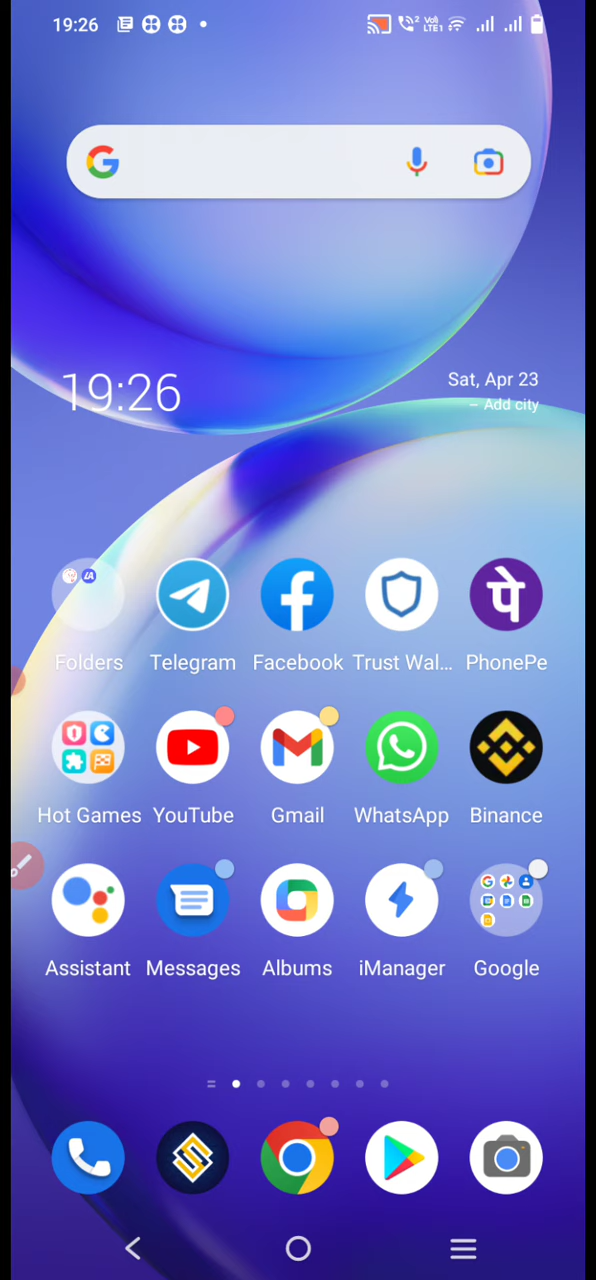 19:26
19:26
Sat, Apr 23
– Add city
Folders
Telegram
Facebook
Trust Wal...
PhonePe
Hot Games
YouTube
Gmail
WhatsApp
Binance
Assistant
Messages
Albums
iManager
Google